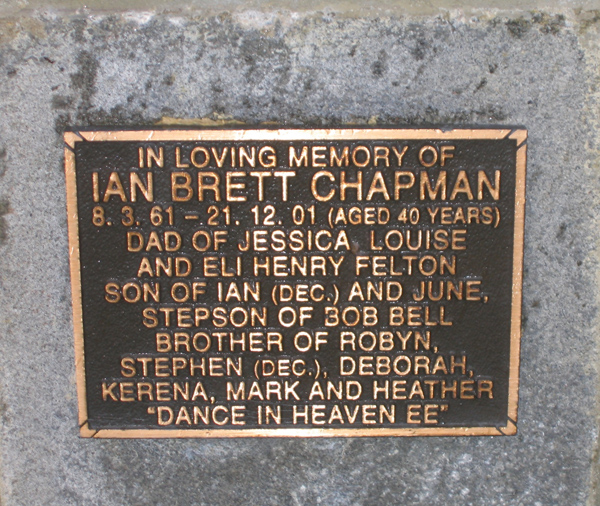 IN LOVING MEMORY OF
IAN BRETT CHAPMAN
8. 3. 61 – 21. 12. 01 (AGED 40 YEARS)
DAD OF JESSICA LOUISE
AND ELI HENRY FELTON
SON OF IAN (DEC.) AND JUNE,
STEPSON OF BOB BELL
BROTHER OF ROBYN,
STEPHEN (DEC.), DEBORAH,
KERENA, MARK AND HEATHER
"DANCE IN HEAVEN EE"